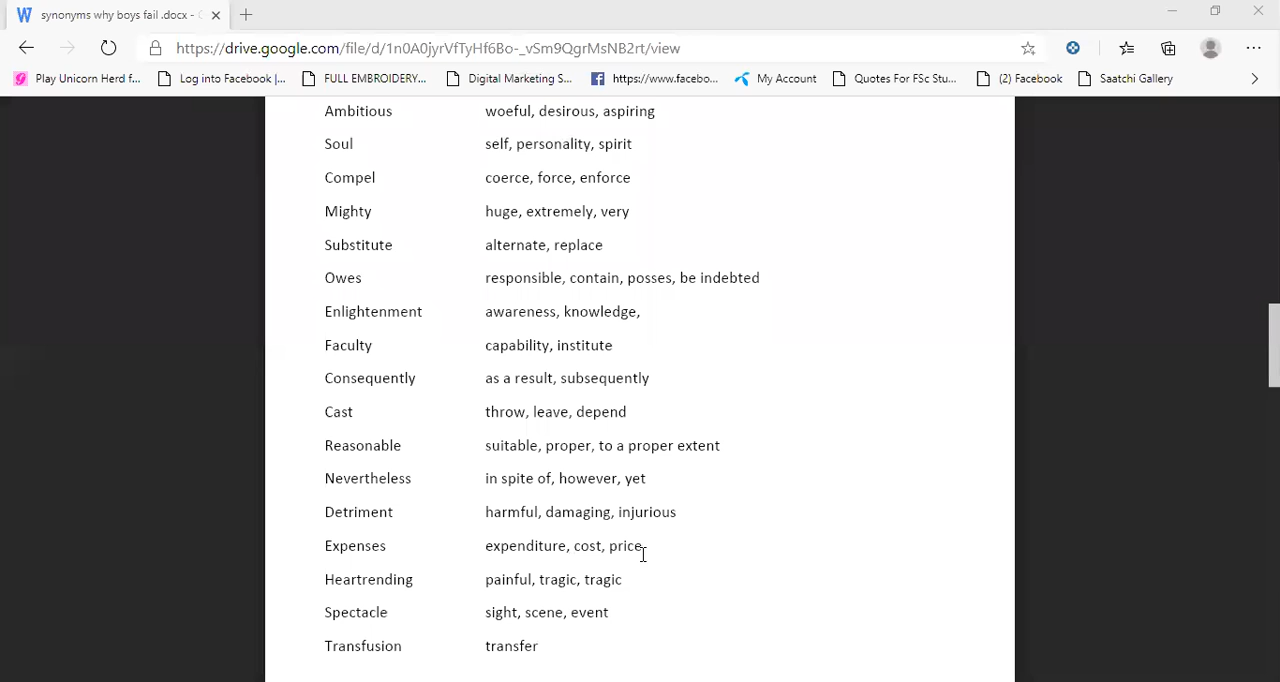 synonyms why boys fail .docx -
https://drive.google.com/file/d/1n0A0jyrVfTyHf6Bo-_vSm9QgrMsNB2rt/view
Play Unicorn Herd f... Log into Facebook |... FULL EMBROIDERY... Digital Marketing S... https://www.facebo... My Account Quotes For FSc Stu... (2) Facebook Saatchi Gallery
Ambitious woeful, desirous, aspiring
Soul self, personality, spirit
Compel coerce, force, enforce
Mighty huge, extremely, very
Substitute alternate, replace
Owes responsible, contain, posses, be indebted
Enlightenment awareness, knowledge,
Faculty capability, institute
Consequently as a result, subsequently
Cast throw, leave, depend
Reasonable suitable, proper, to a proper extent
Nevertheless in spite of, however, yet
Detriment harmful, damaging, injurious
Expenses expenditure, cost, price
Heartrending painful, tragic, tragic
Spectacle sight, scene, event
Transfusion transfer